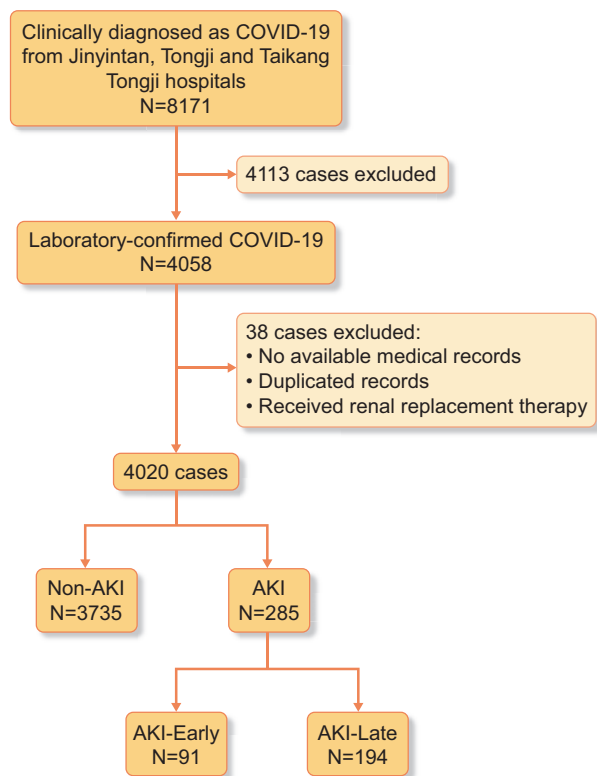 Clinically diagnosed as COVID-19
from Jinyintan, Tongji and Taikang
Tongji hospitals
N=8171
4113 cases excluded
Laboratory-confirmed COVID-19
N=4058
38 cases excluded:
• No available medical records
• Duplicated records
• Received renal replacement therapy
4020 cases
Non-AKI
N=3735
AKI
N=285
AKI-Early
N=91
AKI-Late
N=194